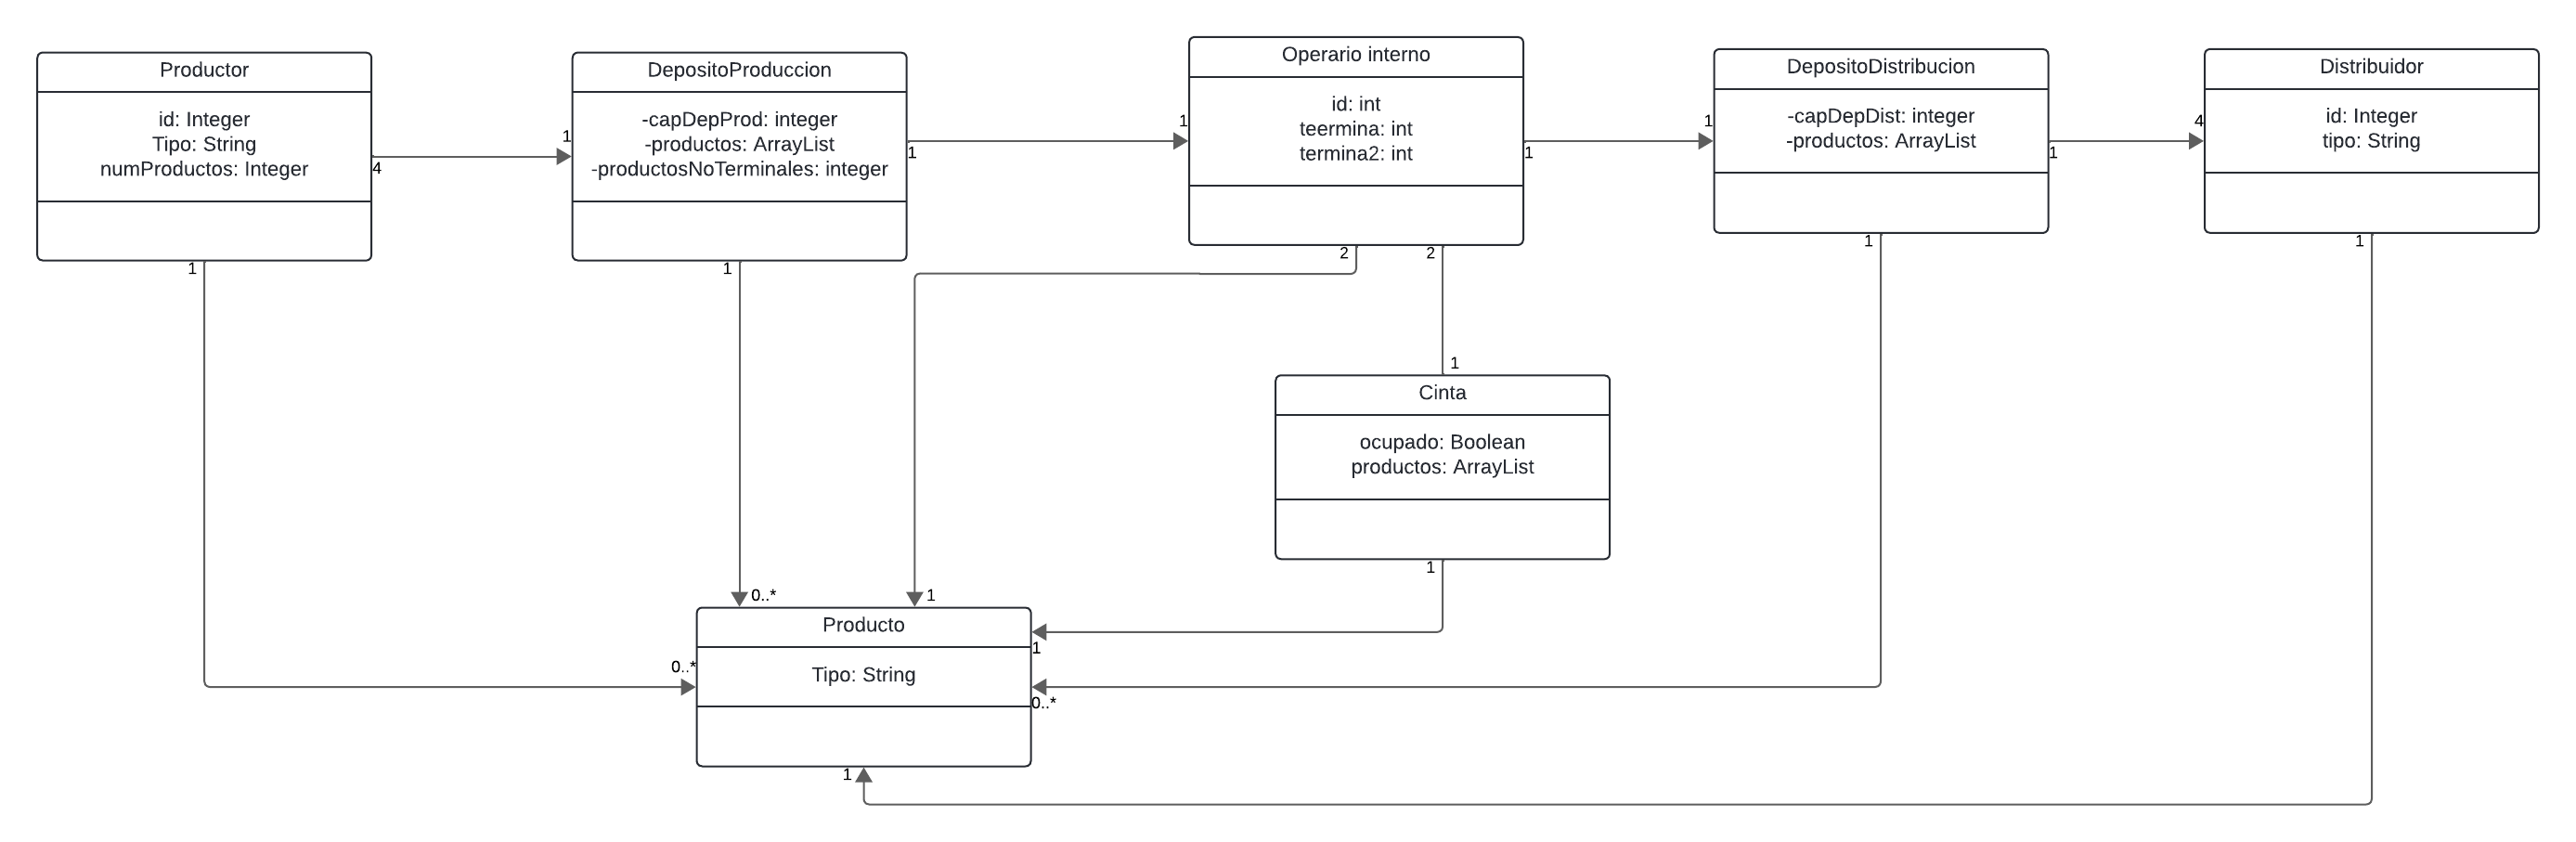 Productor
id: Integer
Tipo: String
numProductos: Integer
4
1
1
DepositoProduccion
-capDepProd: integer
-productos: ArrayList
-productosNoTerminales: integer
1
1
1
Operario interno
id: int
teermina: int
termina2: int
2
2
1
1
DepositoDistribucion
-capDepDist: integer
-productos: ArrayList
1
1
4
Distribuidor
id: Integer
tipo: String
1
1
Cinta
ocupado: Boolean
productos: ArrayList
1
0..*
1
0..*
Producto
Tipo: String
1
0..*
1